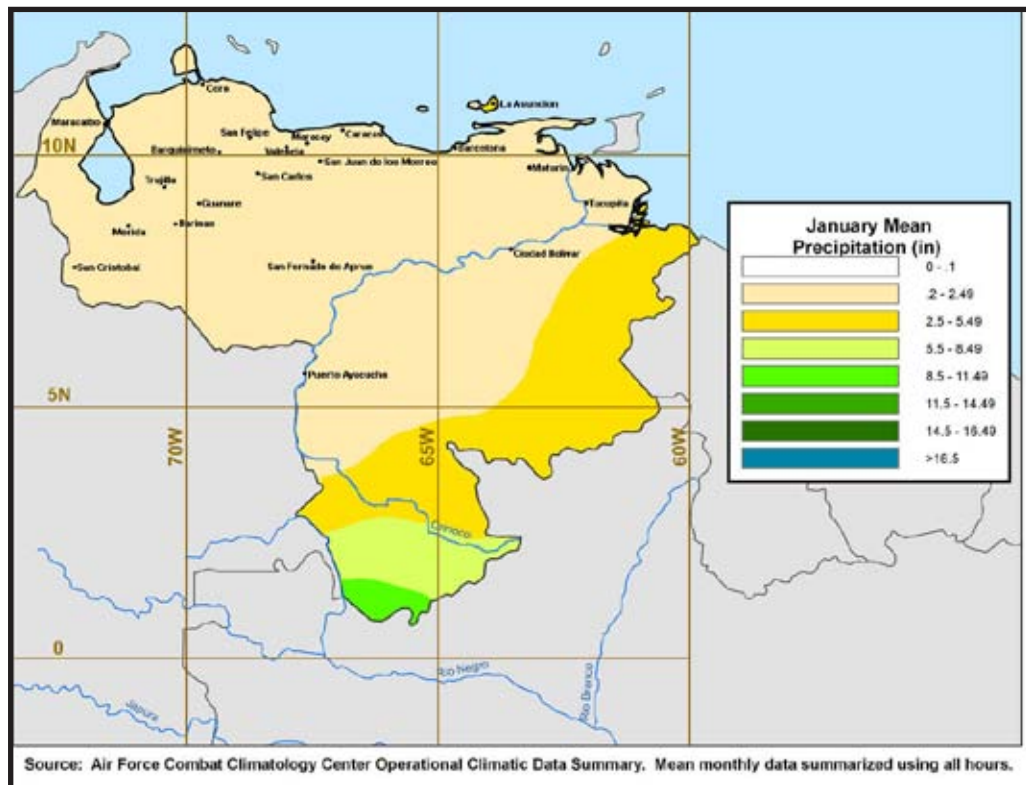 Coro
La Asuncion
Maracaibo
San Felipe
Maracay
Caracas
10N
Barquisimeto
Valencia
Barcelona
San Juan de los Morros
Maturin
Trujillo
San Carlos
Guanare
Tucupita
Merida
Barinas
San Cristobal
San Fernado de Apure
Ciudad Bolivar
January Mean
Precipitation (in)
0 - .1
.2 - 2.49
2.5 - 5.49
5.5 - 8.49
8.5 - 11.49
11.5 - 14.49
14.5 - 16.49
>16.5
Puerto Ayacucho
5N
70W
65W
60W
Orinoco
0
Rio Negro
Rio Branco
Japura
Source: Air Force Combat Climatology Center Operational Climatic Data Summary. Mean monthly data summarized using all hours.